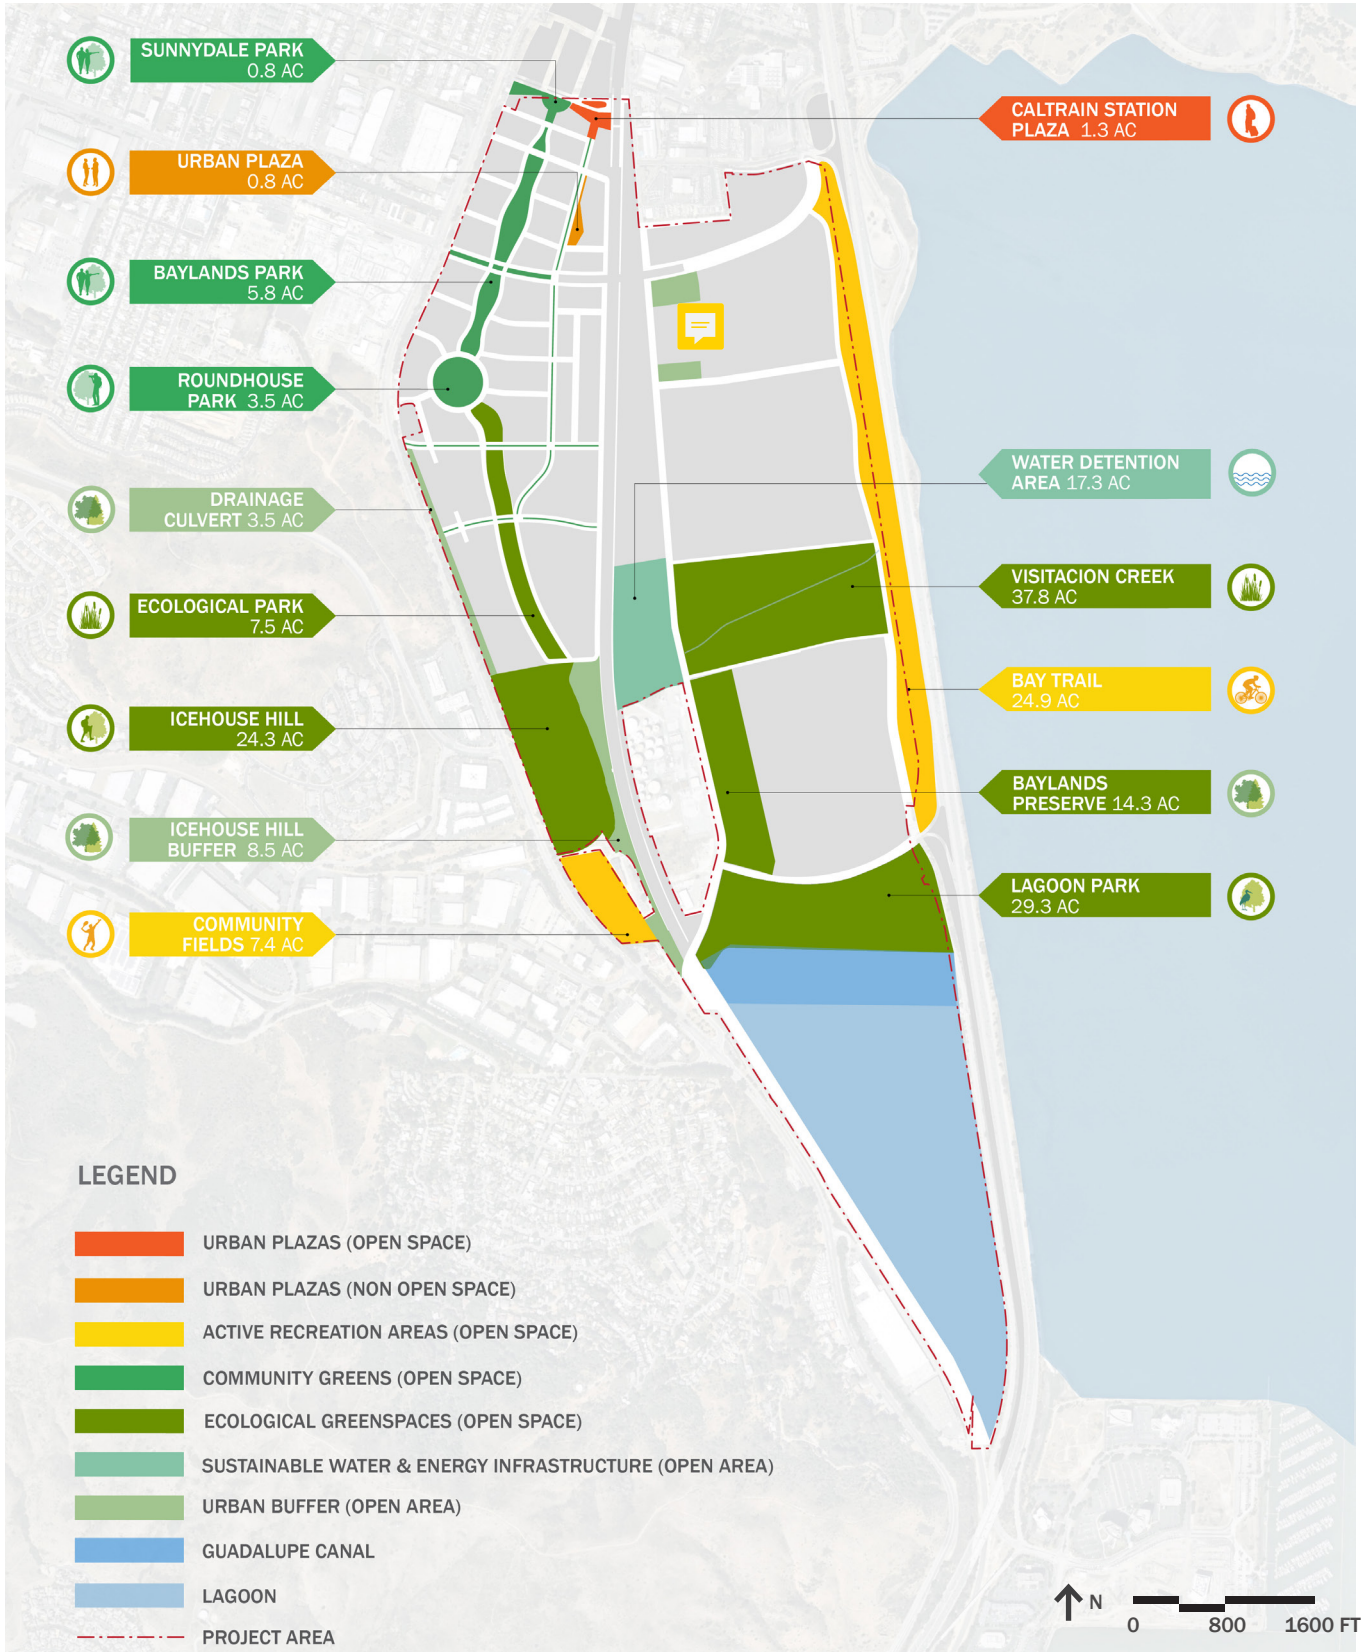 SUNNYDALE PARK
0.8 AC
URBAN PLAZA
0.8 AC
BAYLANDS PARK
5.8 AC
ROUNDHOUSE
PARK 3.5 AC
DRAINAGE
CULVERT 3.5 AC
ECOLOGICAL PARK
7.5 AC
ICEHOUSE HILL
24.3 AC
ICEHOUSE HILL
BUFFER 8.5 AC
COMMUNITY
FIELDS 7.4 AC
CALTRAIN STATION
PLAZA 1.3 AC
WATER DETENTION
AREA 17.3 AC
VISITACION CREEK
37.8 AC
BAY TRAIL
24.9 AC
BAYLANDS
PRESERVE 14.3 AC
LAGOON PARK
29.3 AC
LEGEND
URBAN PLAZAS (OPEN SPACE)
URBAN PLAZAS (NON OPEN SPACE)
ACTIVE RECREATION AREAS (OPEN SPACE)
COMMUNITY GREENS (OPEN SPACE)
ECOLOGICAL GREENSPACES (OPEN SPACE)
SUSTAINABLE WATER & ENERGY INFRASTRUCTURE (OPEN AREA)
URBAN BUFFER (OPEN AREA)
GUADALUPE CANAL
LAGOON
PROJECT AREA
N
0 800 1600 FT